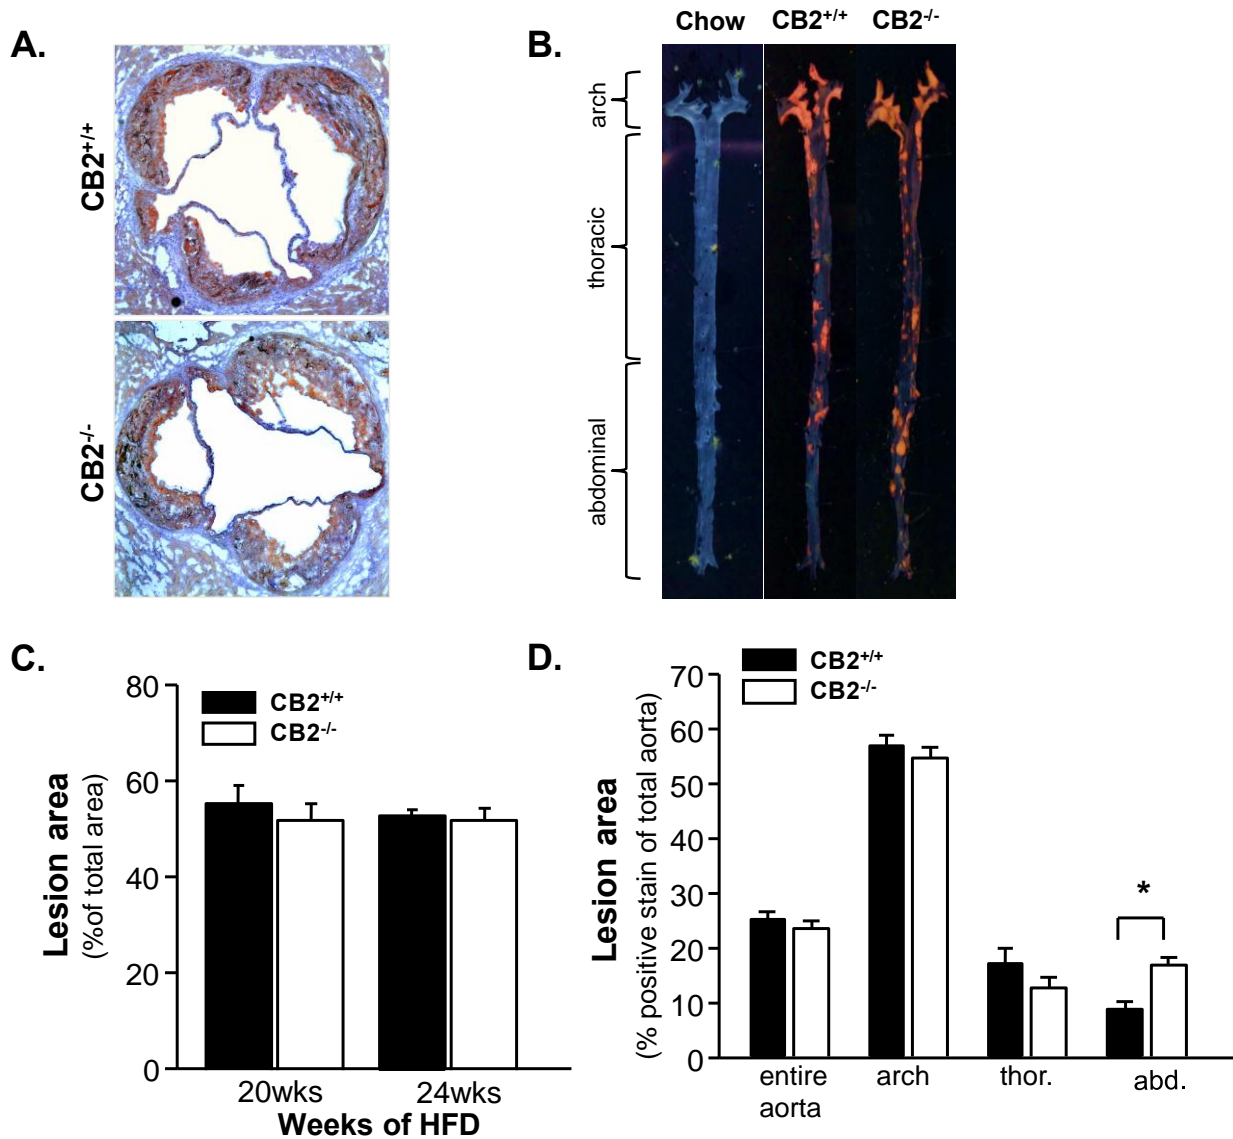 A.
CB2+/+
CB2-/-
B.
Chow
CB2+/+
CB2-/-
arch
thoracic
abdominal
C.
Lesion area
(%of total area)
80
60
40
20
0
CB2+/+
CB2-/-
20wks
24wks
Weeks of HFD
D.
Lesion area
(% positive stain of total aorta)
70
60
50
40
30
20
10
0
CB2+/+
CB2-/-
*
entire
aorta
arch
thor.
abd.